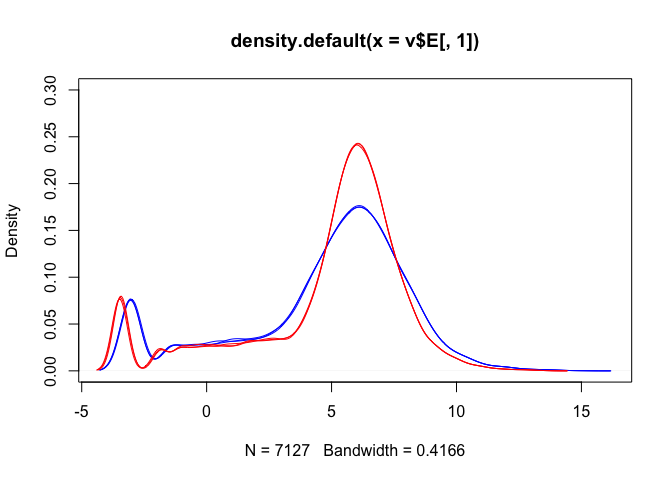 density.default(x = v$E[, 1])
0.30
0.25
0.20
0.15
0.10
0.05
0.00
Density
-5 0 5 10 15
N = 7127 Bandwidth = 0.4166